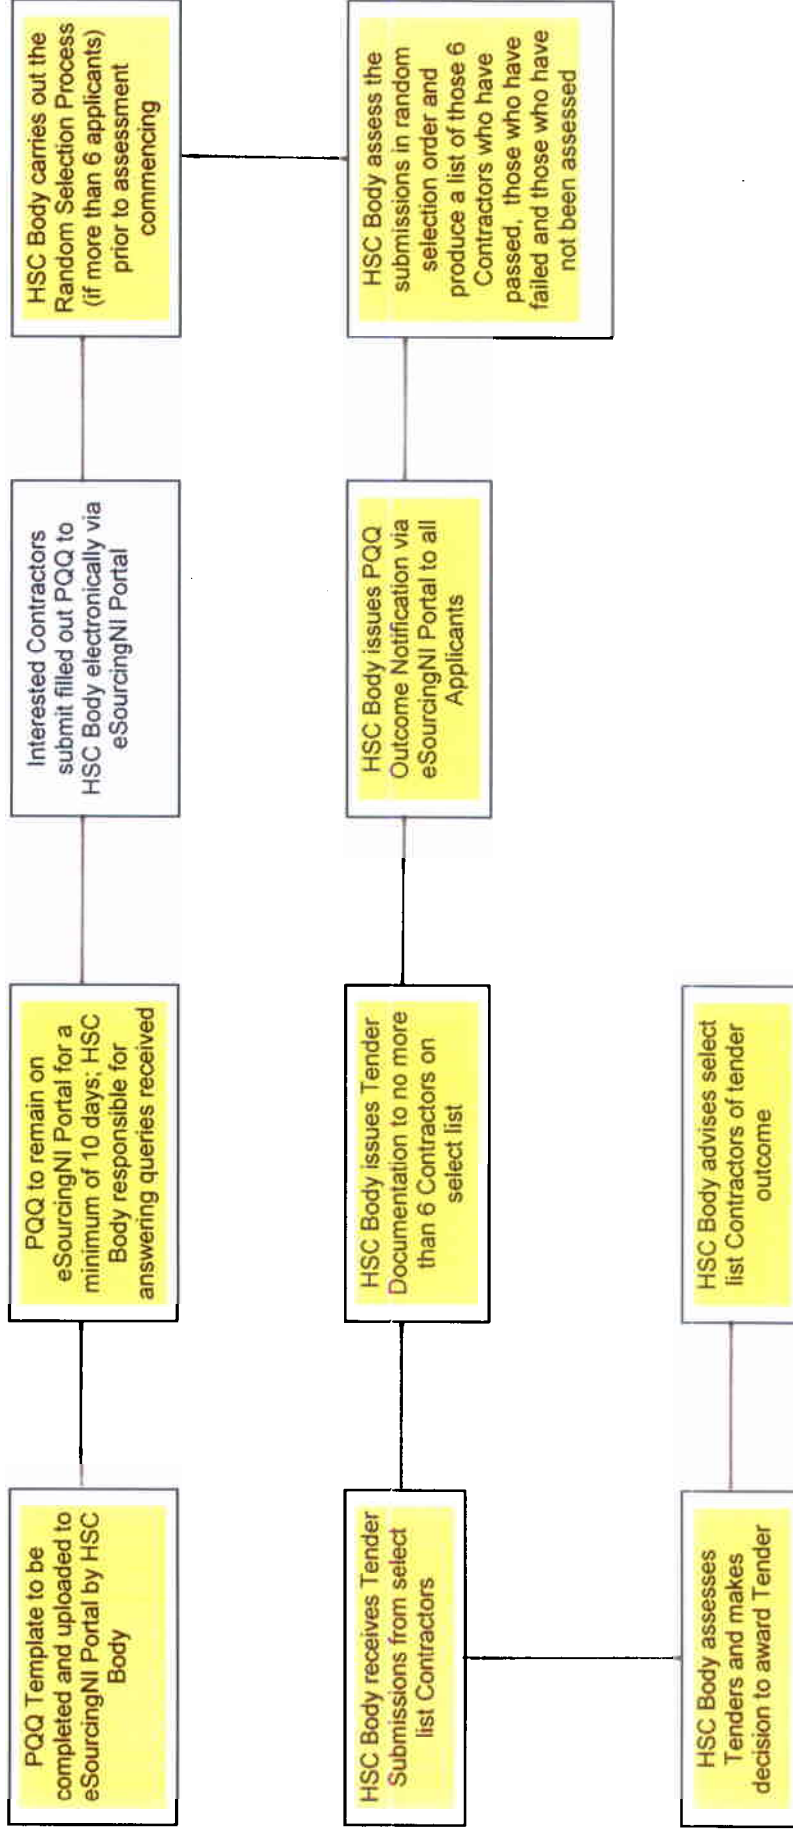 PQQ Template to be
completed and uploaded to
eSourcingNI Portal by HSC
Body
PQQ to remain on
eSourcingNI Portal for a
minimum of 10 days; HSC
Body responsible for
answering queries received
Interested Contractors
submit filled out PQQ to
HSC Body electronically via
eSourcingNI Portal
HSC Body carries out the
Random Selection Process
(if more than 6 applicants)
prior to assessment
commencing
HSC Body assess the
submissions in random
selection order and
produce a list of those 6
Contractors who have
passed, those who have
failed and those who have
not been assessed
HSC Body issues PQQ
Outcome Notification via
eSourcingNI Portal to all
Applicants
HSC Body issues Tender
Documentation to no more
than 6 Contractors on
select list
HSC Body receives Tender
Submissions from select
list Contractors
HSC Body assesses
Tenders and makes
decision to award Tender
HSC Body advises select
list Contractors of tender
outcome